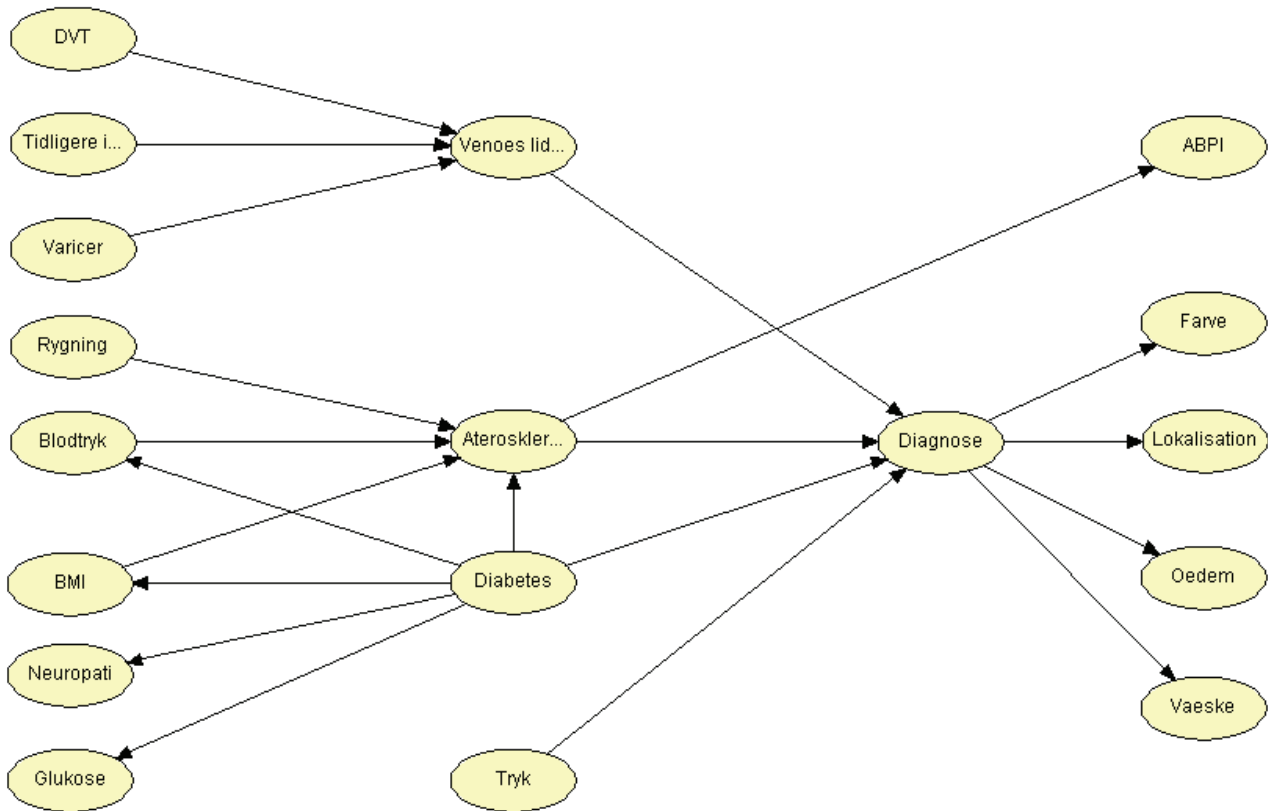 DVT
Tidligere i...
Venoes lid...
ABPI
Varicer
Farve
Rygning
Blodtryk
Ateroskler...
Diagnose
Lokalisation
BMI
Diabetes
Oedem
Neuropati
Vaeske
Glukose
Tryk